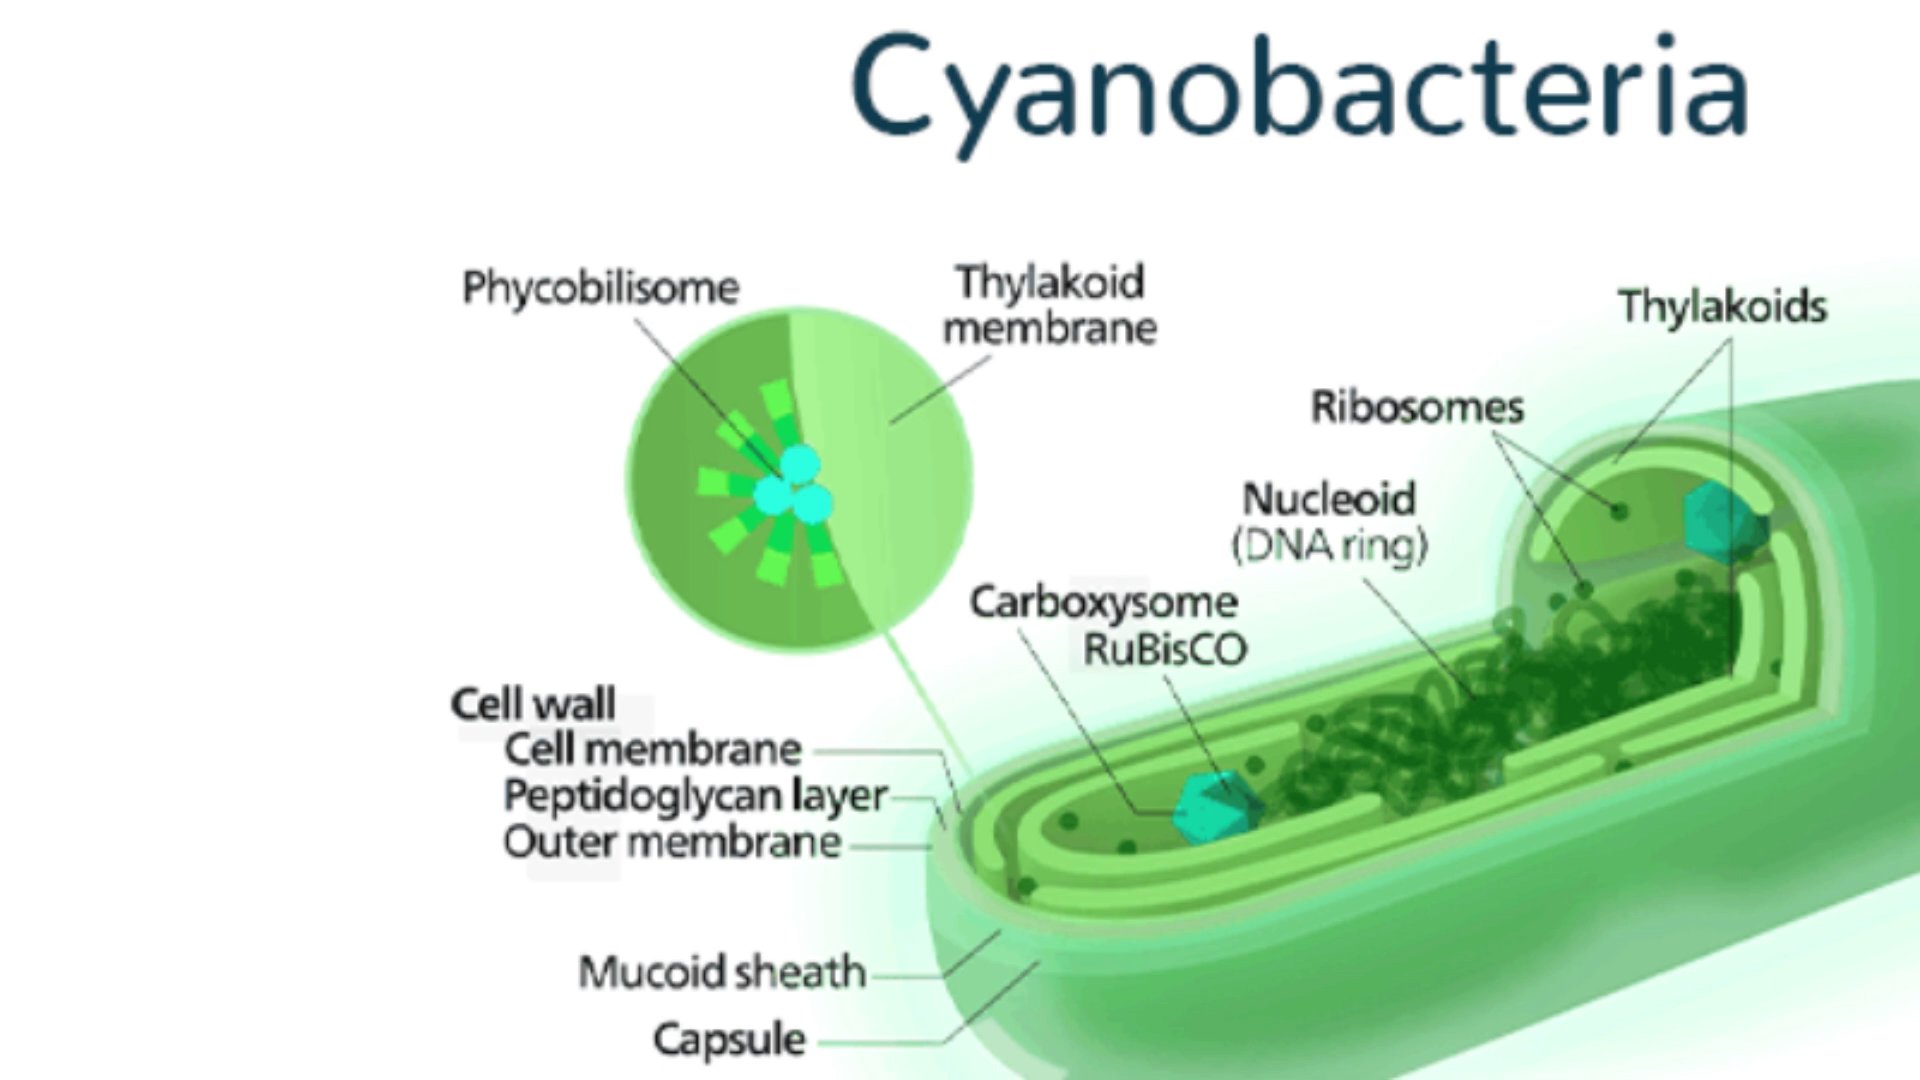 Cyanobacteria
Phycobilisome
Thylakoid
membrane
Thylakoids
Ribosomes
Nucleoid
(DNA ring)
Carboxysome
RuBisCO
Cell wall
Cell membrane
Peptidoglycan layer
Outer membrane
Mucoid sheath
Capsule